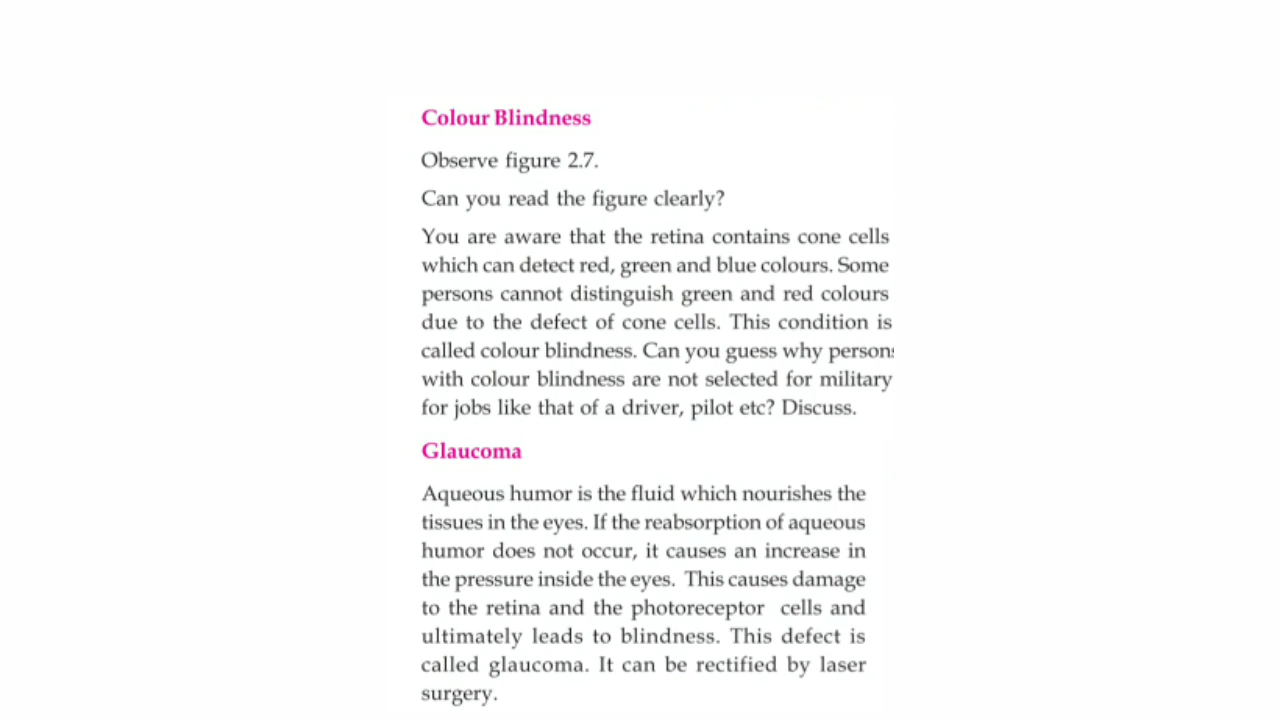 Colour Blindness
Observe figure 2.7.
Can you read the figure clearly?
You are aware that the retina contains cone cells
which can detect red, green and blue colours. Some
persons cannot distinguish green and red colours
due to the defect of cone cells. This condition is
called colour blindness. Can you guess why persons
with colour blindness are not selected for military
for jobs like that of a driver, pilot etc? Discuss.
Glaucoma
Aqueous humor is the fluid which nourishes the
tissues in the eyes. If the reabsorption of aqueous
humor does not occur, it causes an increase in
the pressure inside the eyes. This causes damage
to the retina and the photoreceptor cells and
ultimately leads to blindness. This defect is
called glaucoma. It can be rectified by laser
surgery.